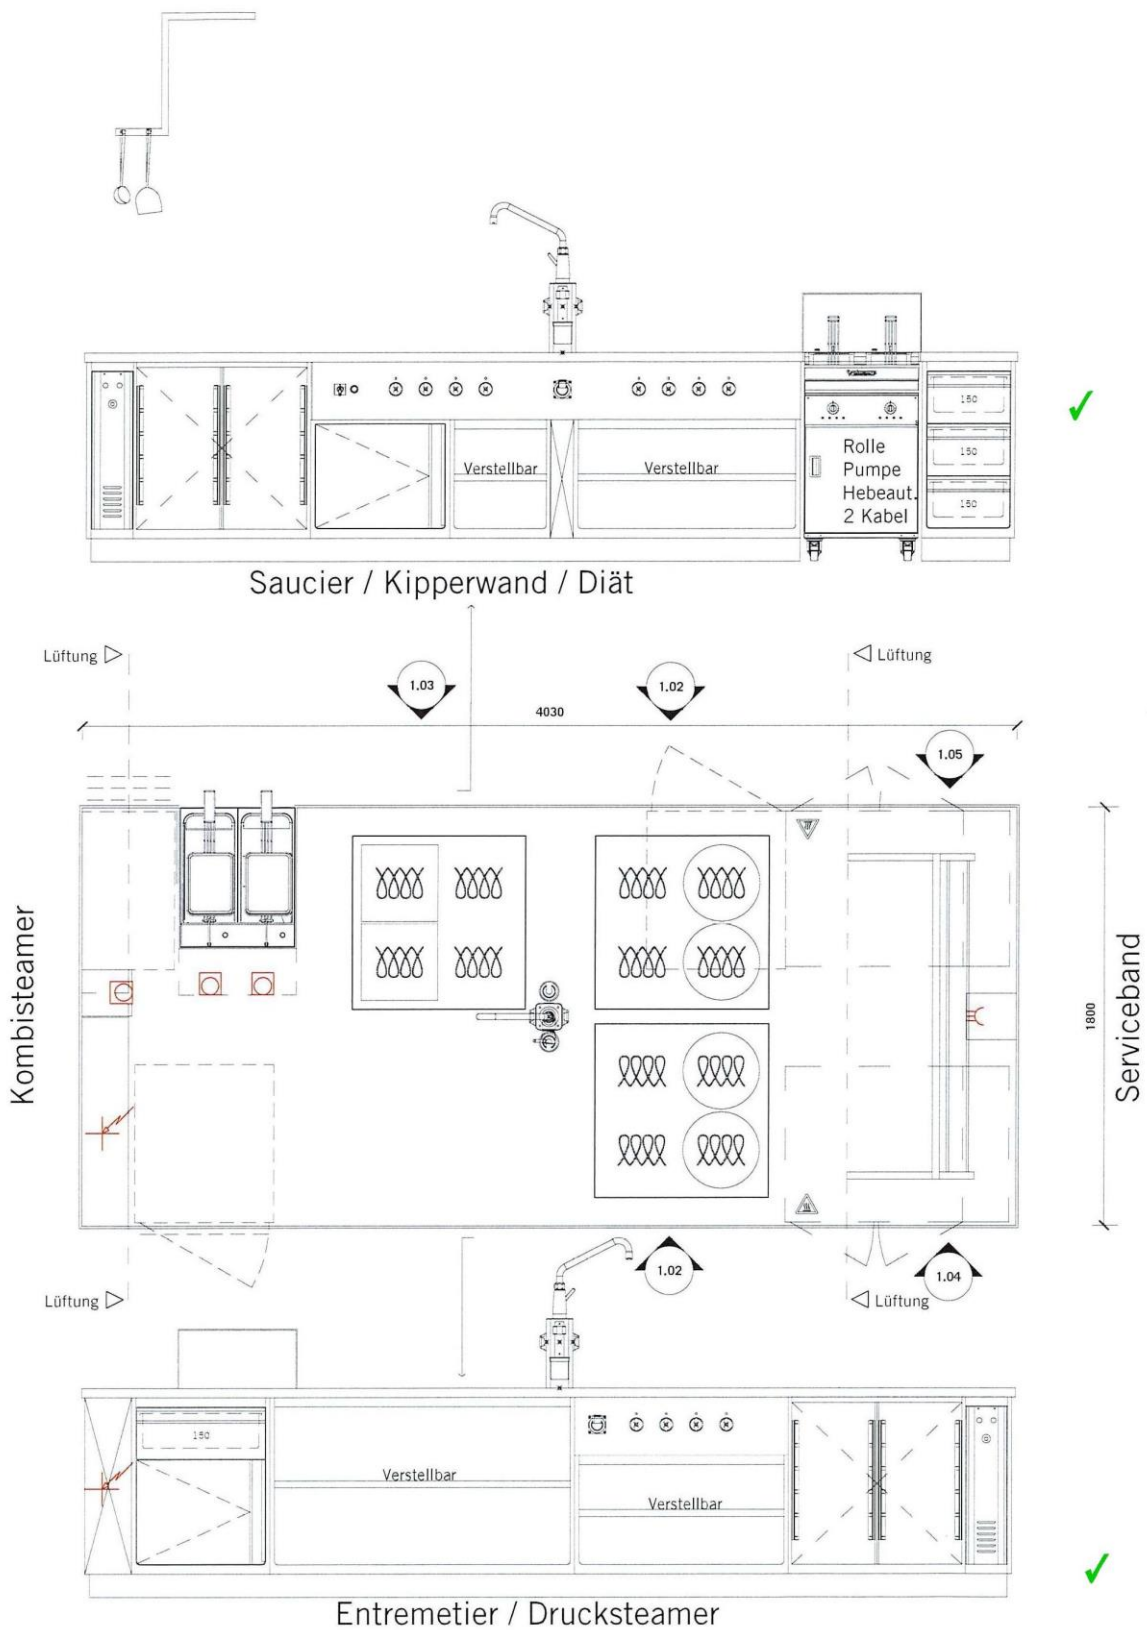 150
Verstellbar
Verstellbar
Rolle
Pumpe
Hebeaut.
2 Kabel
150
150
Saucier / Kipperwand / Diät
Lüftung
Lüftung
1.03
1.02
4030
1.05
Kombisteamer
1800
Serviceband
1.02
1.04
Lüftung
Lüftung
150
Verstellbar
Verstellbar
Entremetier / Drucksteamer